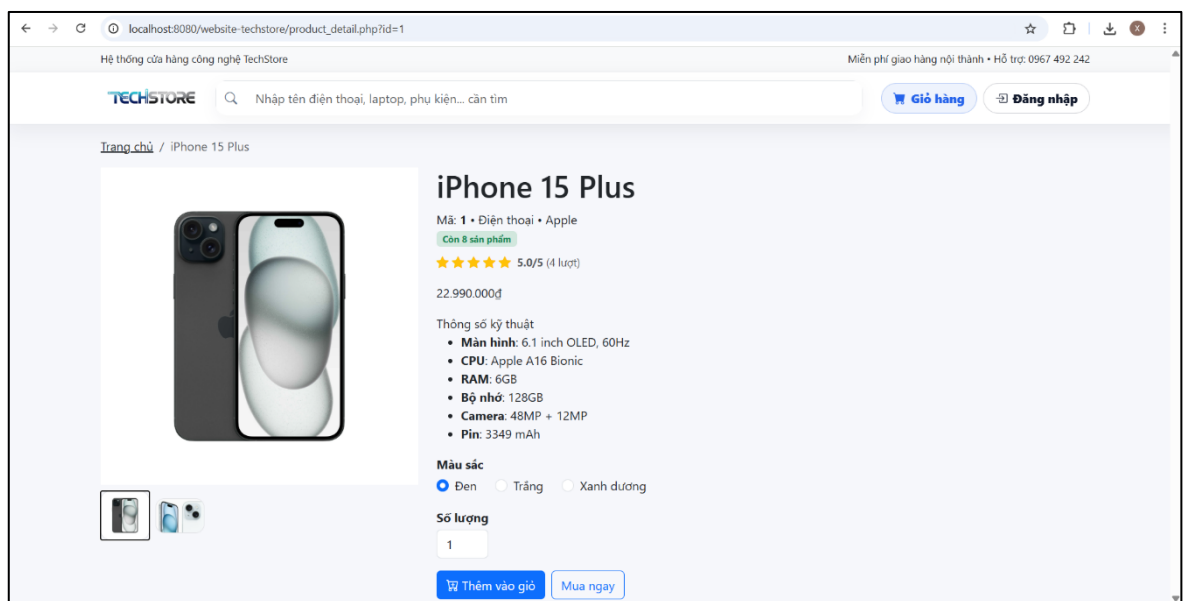 localhost:8080/website-techstore/product_detail.php?id=1
X
Hệ thống cửa hàng công nghệ TechStore
Miễn phí giao hàng nội thành • Hỗ trợ: 0967 492 242
TECHSTORE
Nhập tên điện thoại, laptop, phụ kiện... cần tìm
Giỏ hàng
Đăng nhập
Trang chủ / iPhone 15 Plus
iPhone 15 Plus
Mã: 1 • Điện thoại • Apple
Còn 8 sản phẩm
5.0/5 (4 lượt)
22.990.000₫
Thông số kỹ thuật
• Màn hình: 6.1 inch OLED, 60Hz
• CPU: Apple A16 Bionic
• RAM: 6GB
• Bộ nhớ: 128GB
• Camera: 48MP + 12MP
• Pin: 3349 mAh
Màu sắc
Đen Trắng Xanh dương
Số lượng
1
Thêm vào giỏ
Mua ngay